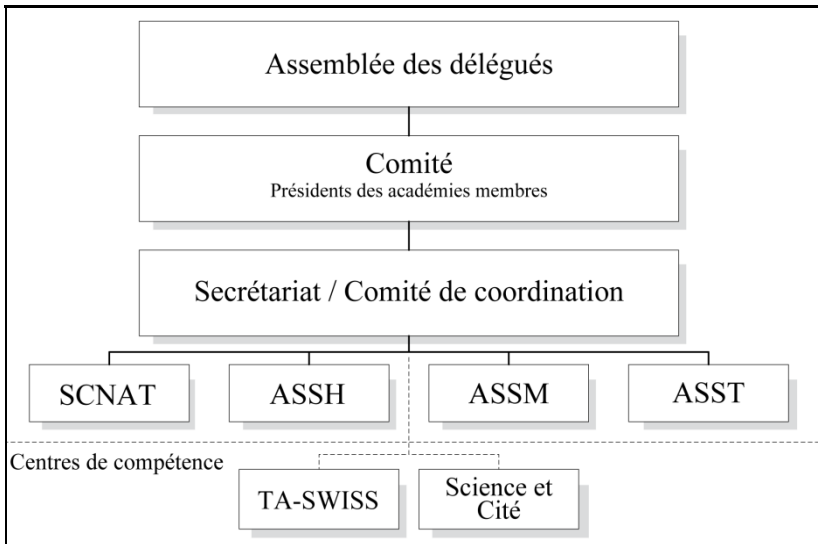 Assemblée des délégués
Comité
Présidents des académies membres
Secrétariat / Comité de coordination
SCNAT
ASSH
ASSM
ASST
Centres de compétence
TA-SWISS
Science et
Cité